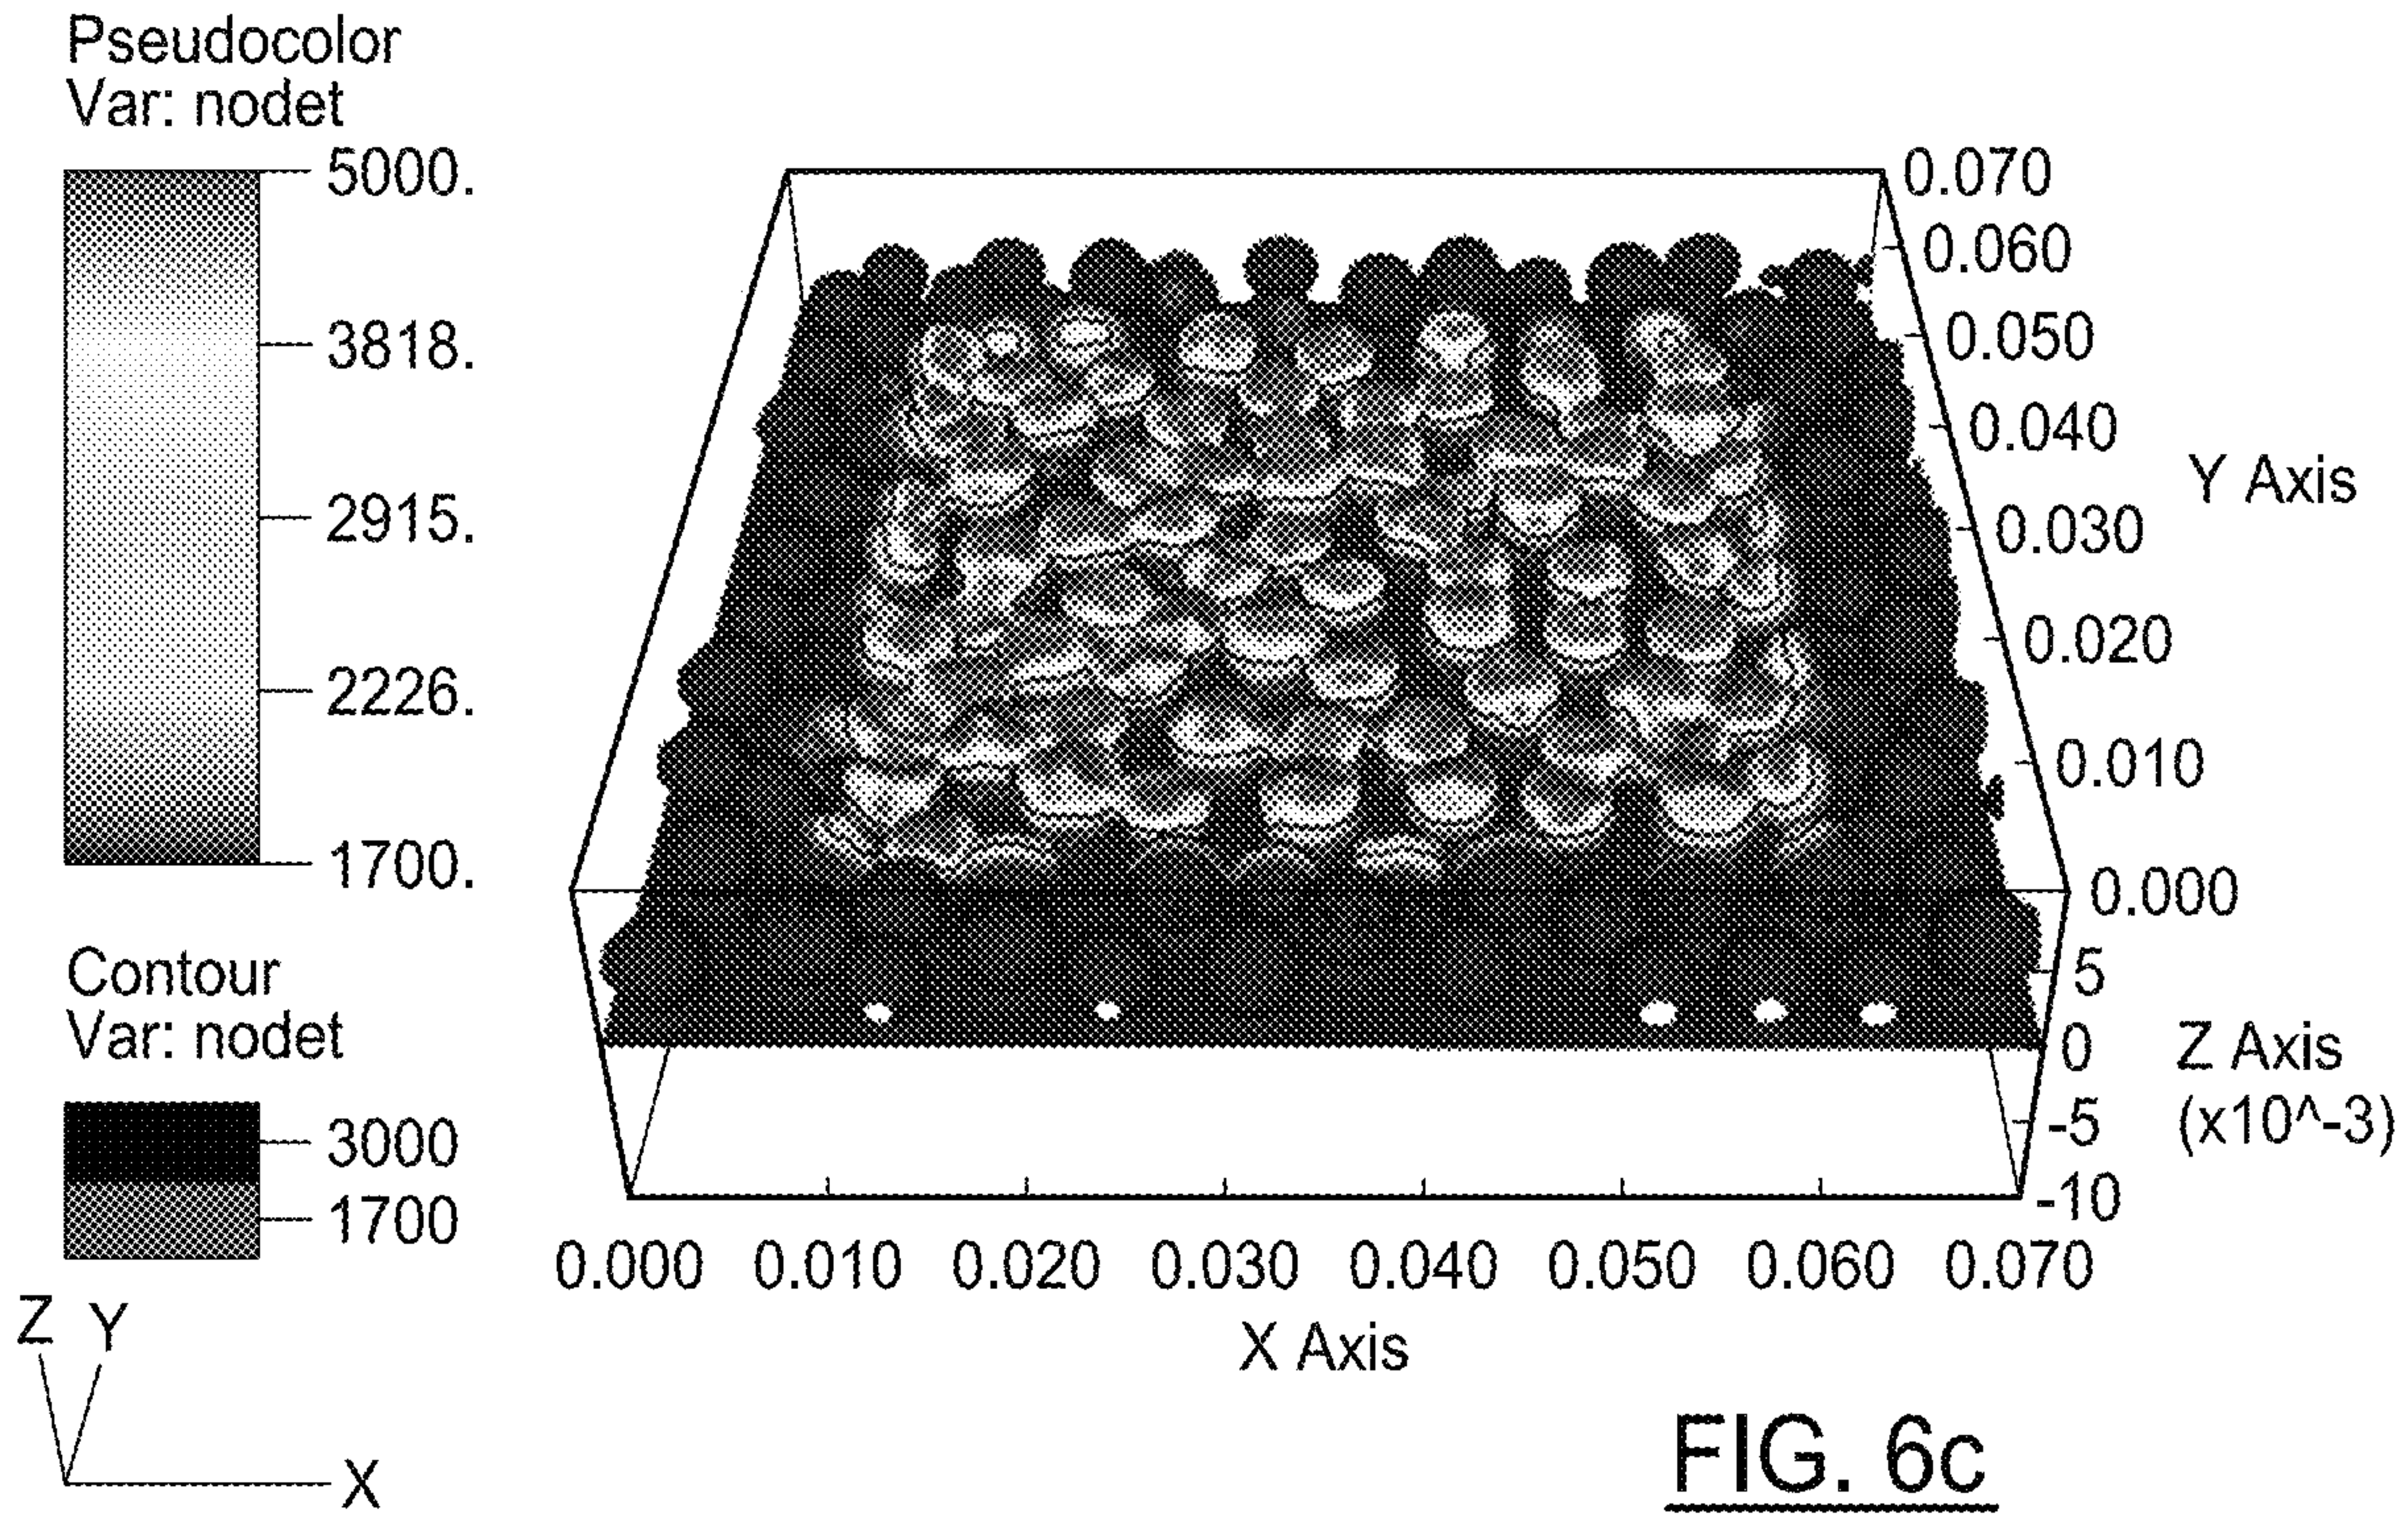 Pseudocolor
Var: nodet
5000.
3818.
2915.
2226.
1700.
Contour
Var: nodet
3000
1700
Z Y
X
0.070
0.060
0.050
0.040
0.030
0.020
0.010
0.000
Y Axis
5
0
-5
-10
Z Axis
(x10^-3)
0.000 0.010 0.020 0.030 0.040 0.050 0.060 0.070
X Axis
FIG. 6c